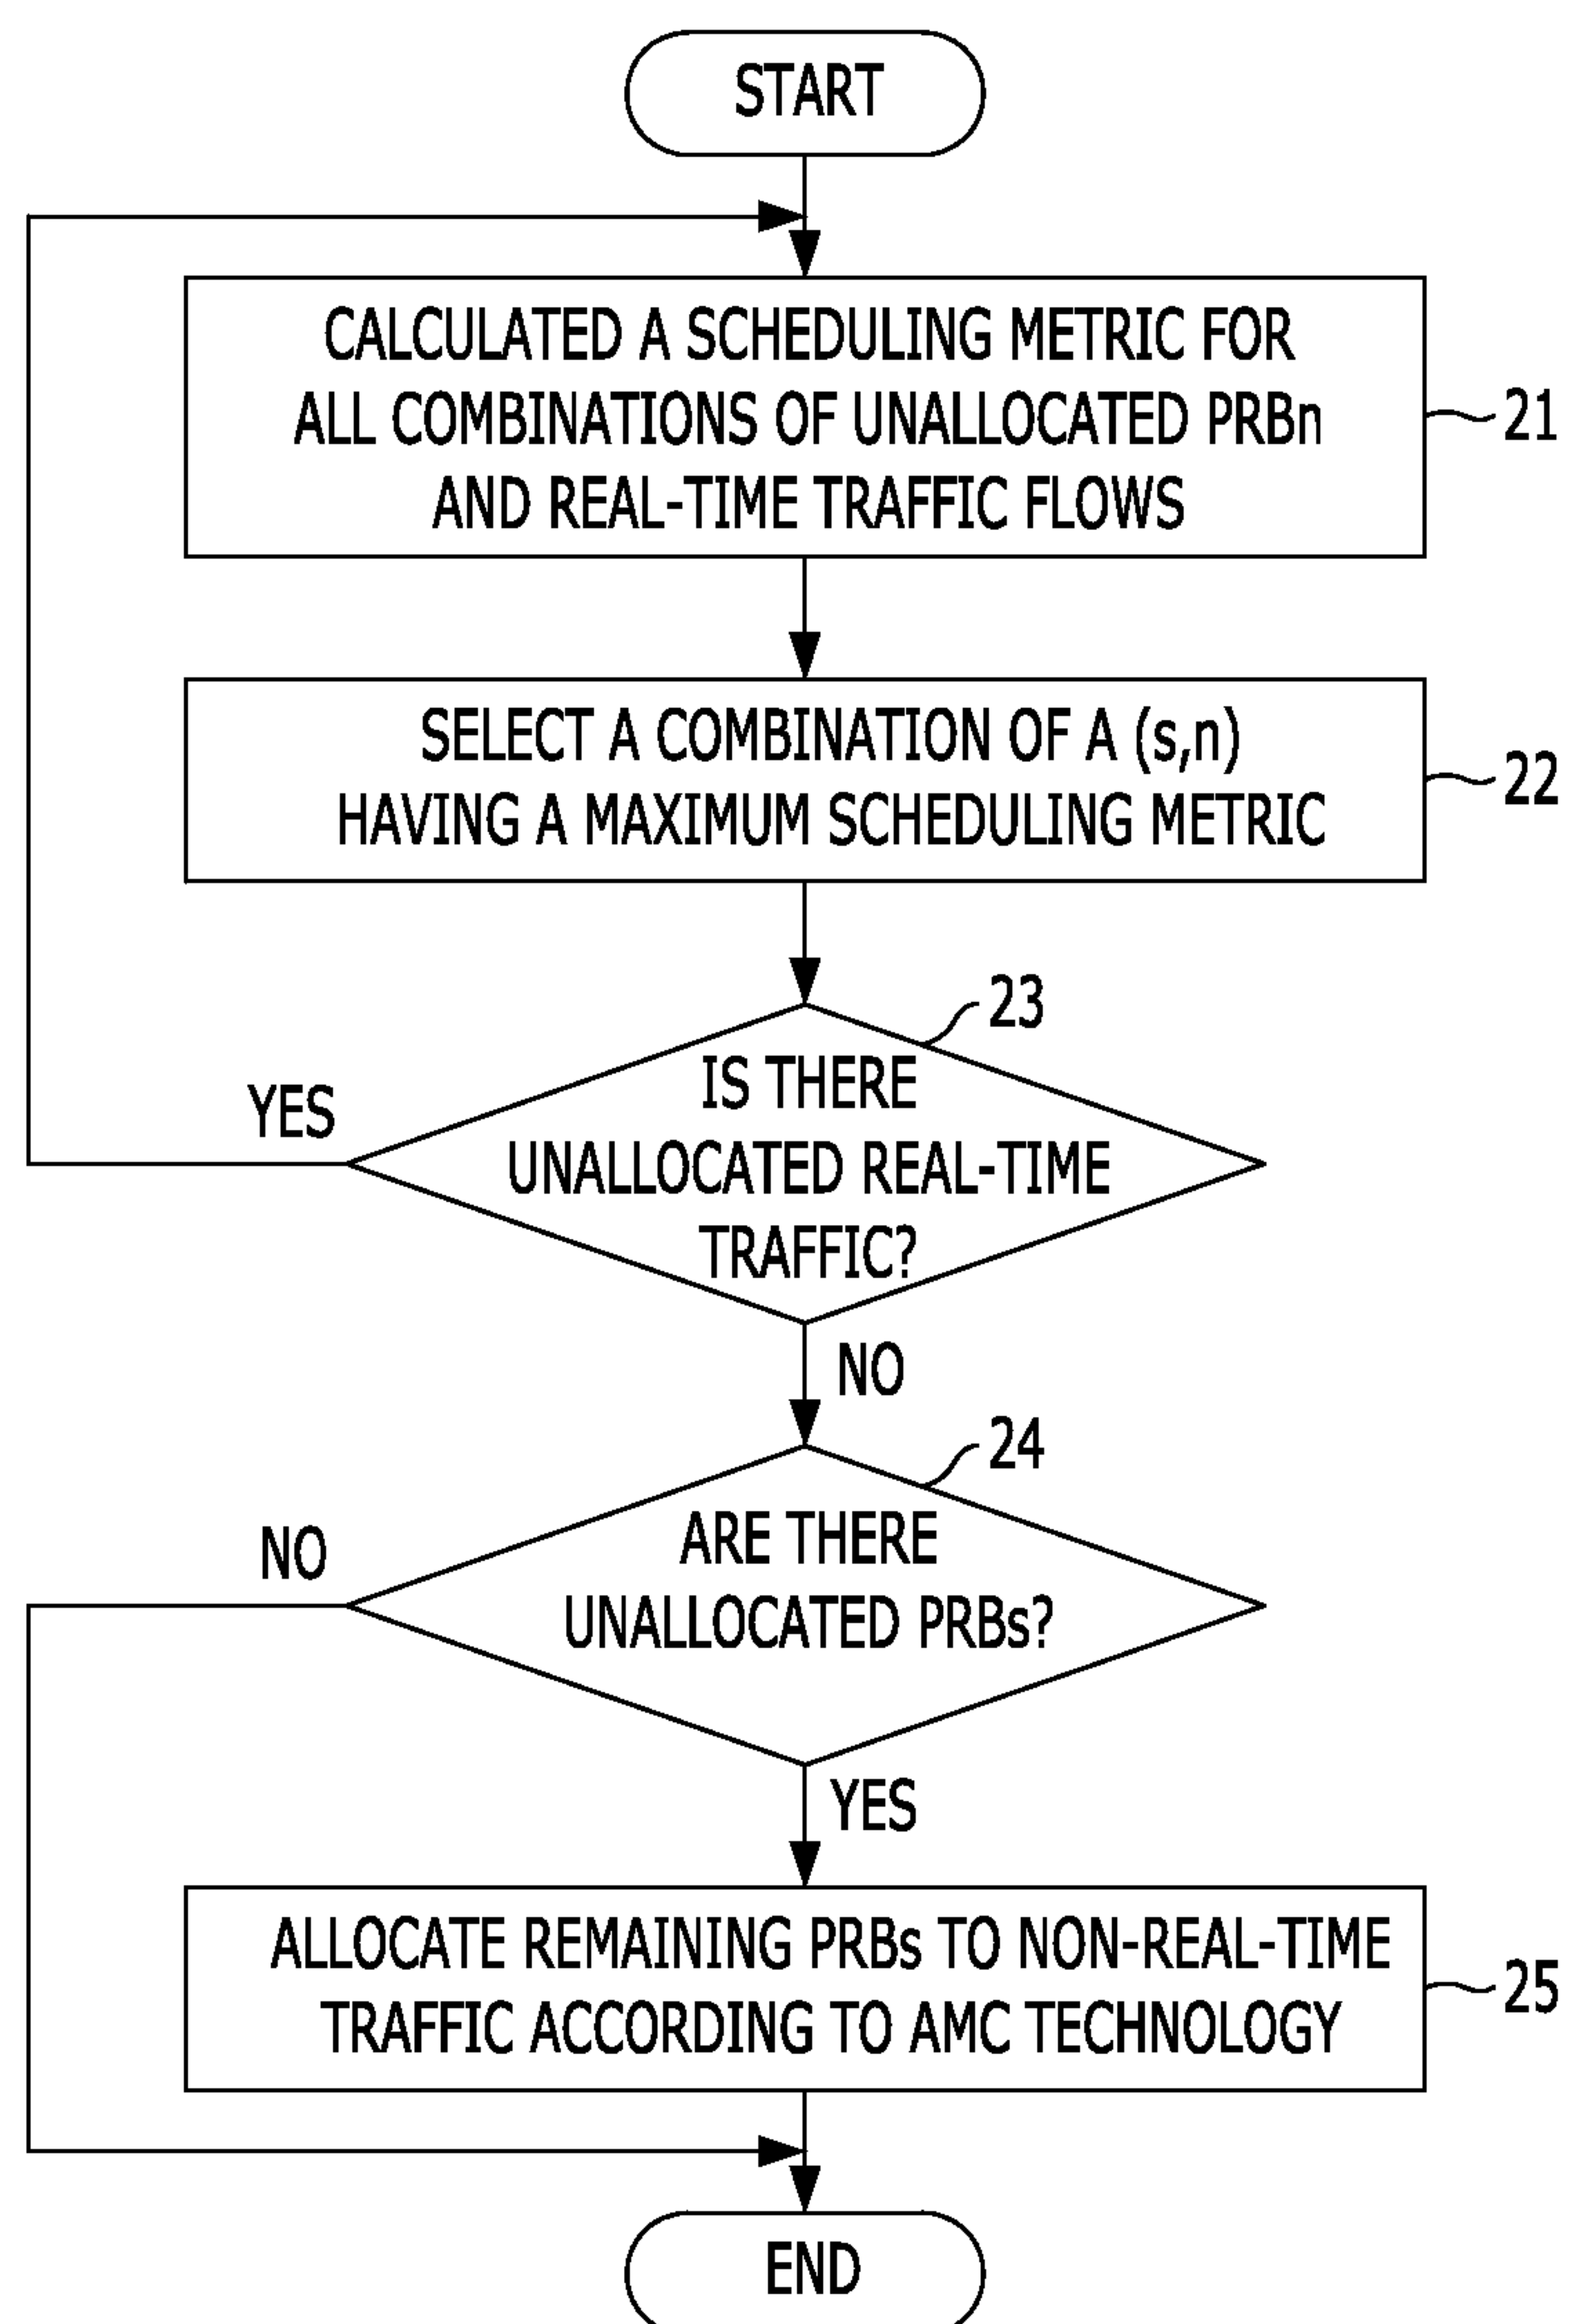 START
CALCULATED A SCHEDULING METRIC FOR
ALL COMBINATIONS OF UNALLOCATED PRBn
AND REAL-TIME TRAFFIC FLOWS
21
SELECT A COMBINATION OF A (s,n)
HAVING A MAXIMUM SCHEDULING METRIC
22
23
IS THERE
UNALLOCATED REAL-TIME
TRAFFIC?
YES
NO
24
ARE THERE
UNALLOCATED PRBs?
NO
YES
ALLOCATE REMAINING PRBs TO NON-REAL-TIME
TRAFFIC ACCORDING TO AMC TECHNOLOGY
25
END